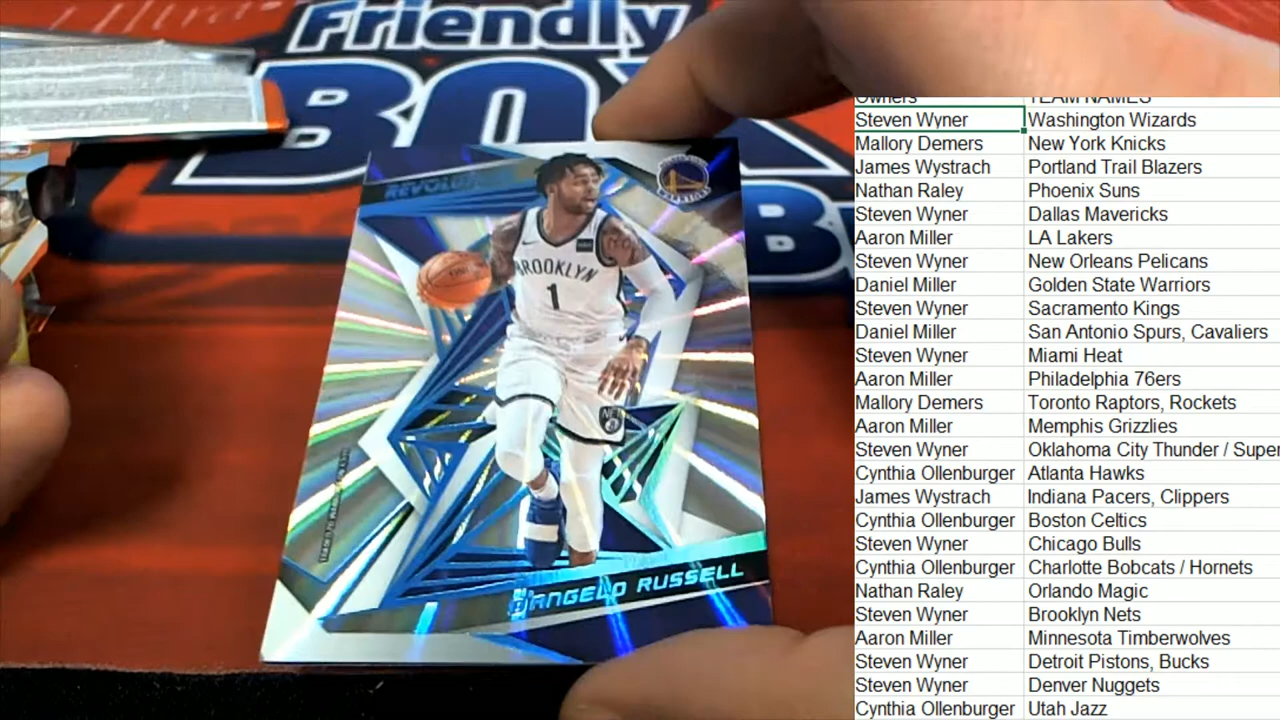 Friendly
BOX
B
REVOLUTION
WARRIORS
BROOKLYN
1
NETS
D'ANGELO RUSSELL
Owners TEAM NAMES
Steven Wyner Washington Wizards
Mallory Demers New York Knicks
James Wystrach Portland Trail Blazers
Nathan Raley Phoenix Suns
Steven Wyner Dallas Mavericks
Aaron Miller LA Lakers
Steven Wyner New Orleans Pelicans
Daniel Miller Golden State Warriors
Steven Wyner Sacramento Kings
Daniel Miller San Antonio Spurs, Cavaliers
Steven Wyner Miami Heat
Aaron Miller Philadelphia 76ers
Mallory Demers Toronto Raptors, Rockets
Aaron Miller Memphis Grizzlies
Steven Wyner Oklahoma City Thunder / Super
Cynthia Ollenburger Atlanta Hawks
James Wystrach Indiana Pacers, Clippers
Cynthia Ollenburger Boston Celtics
Steven Wyner Chicago Bulls
Cynthia Ollenburger Charlotte Bobcats / Hornets
Nathan Raley Orlando Magic
Steven Wyner Brooklyn Nets
Aaron Miller Minnesota Timberwolves
Steven Wyner Detroit Pistons, Bucks
Steven Wyner Denver Nuggets
Cynthia Ollenburger Utah Jazz